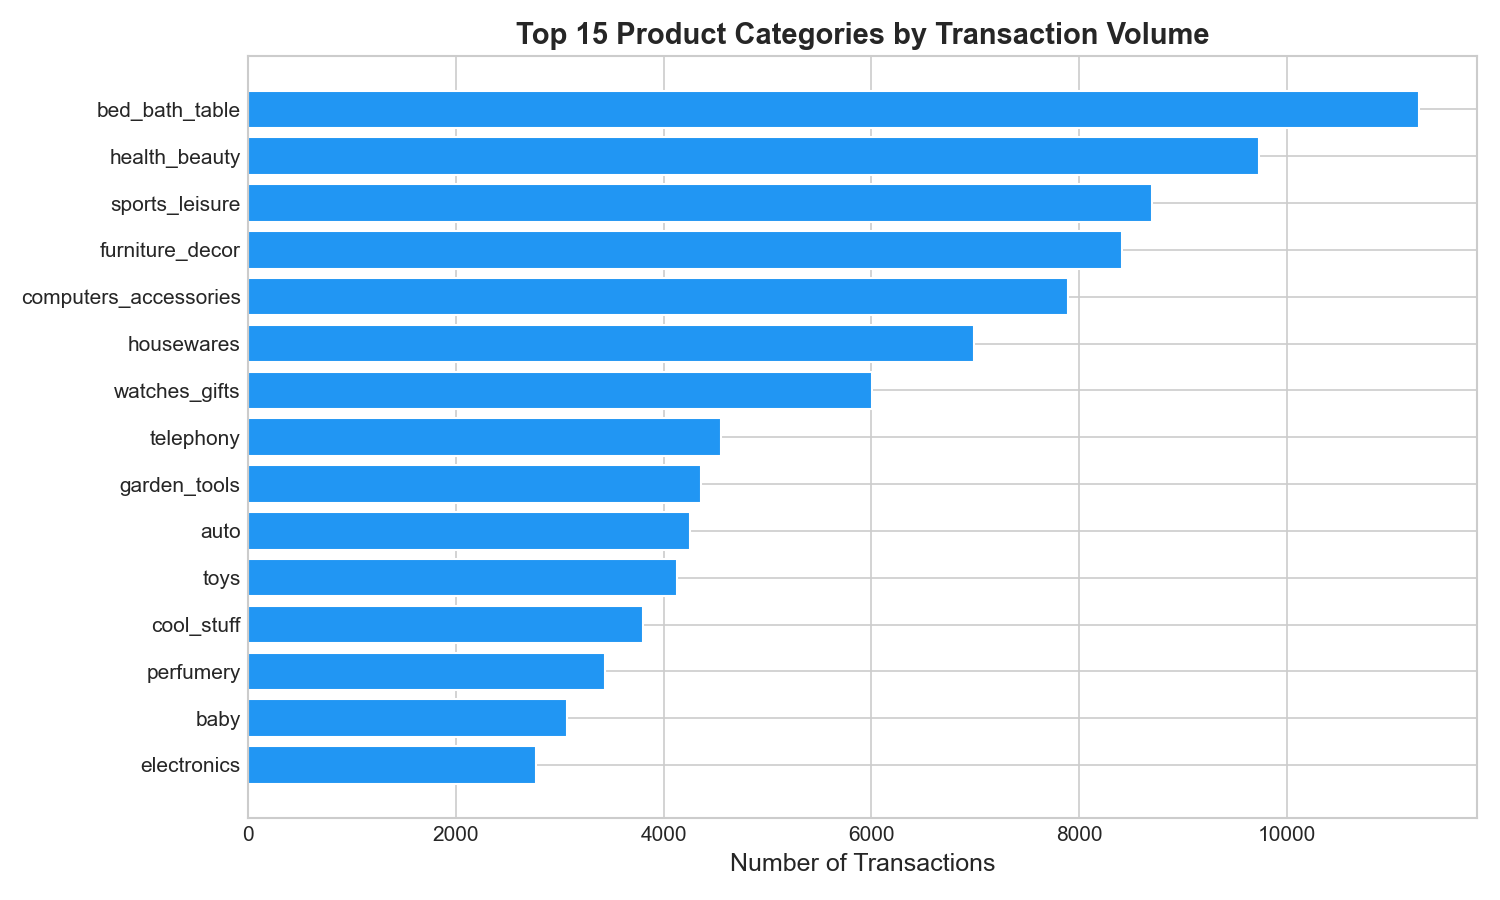 Top 15 Product Categories by Transaction Volume
bed_bath_table
health_beauty
sports_leisure
furniture_decor
computers_accessories
housewares
watches_gifts
telephony
garden_tools
auto
toys
cool_stuff
perfumery
baby
electronics
0 2000 4000 6000 8000 10000
Number of Transactions